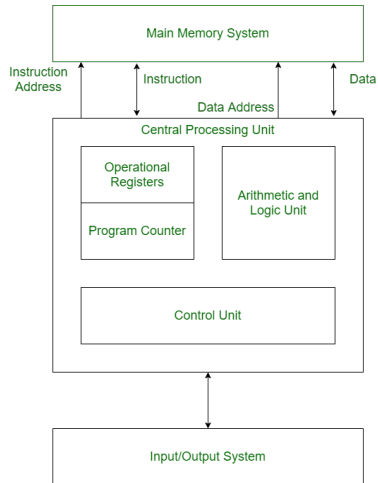 Main Memory System
Instruction
Address
Instruction
Data Address
Data
Central Processing Unit
Operational
Registers
Program Counter
Arithmetic and
Logic Unit
Control Unit
Input/Output System